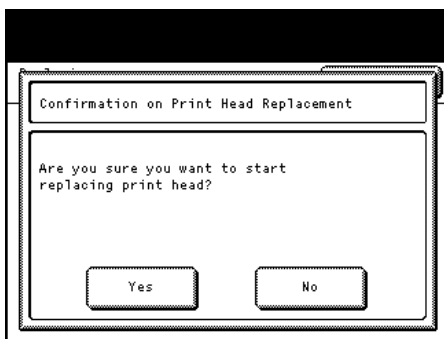 Confirmation on Print Head Replacement
Are you sure you want to start
replacing print head?
Yes
No